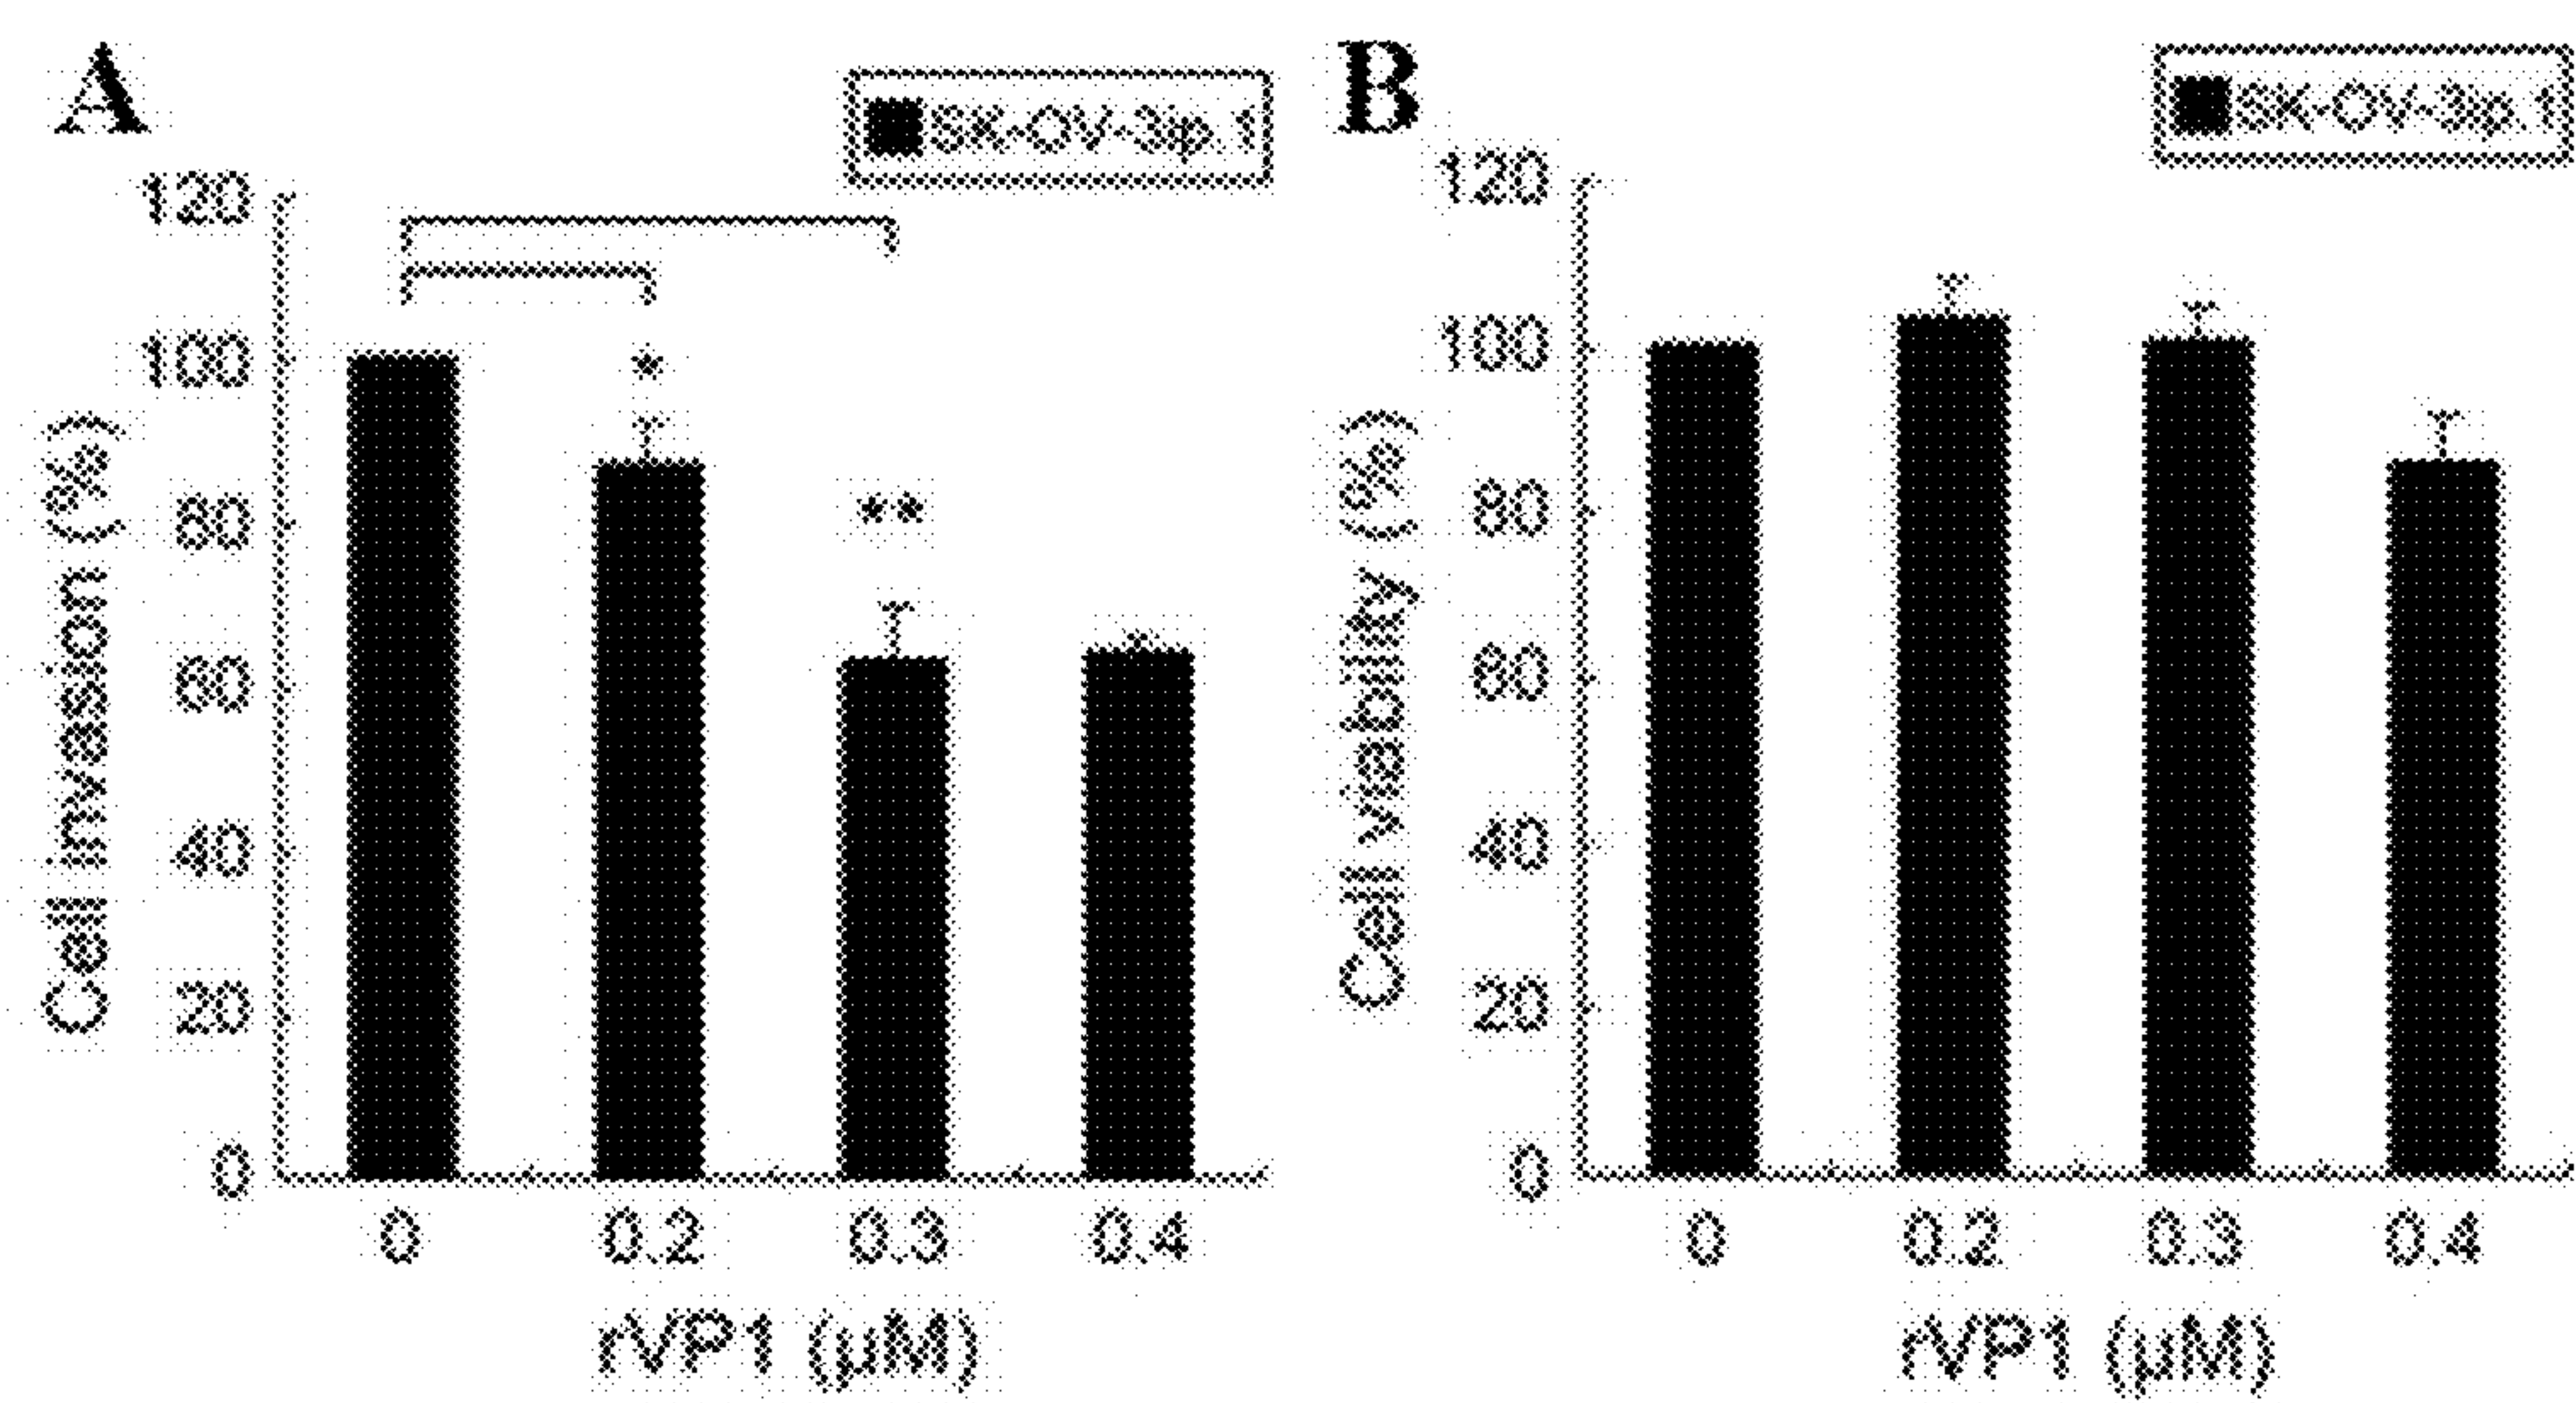 A
SK-OV-3ip.1
120
100
80
60
40
20
0
Cell invasion (%)
*
**
0 0.2 0.3 0.4
rVP1 (µM)
B
SK-OV-3ip.1
120
100
80
60
40
20
0
Cell viability (%)
0 0.2 0.3 0.4
rVP1 (µM)